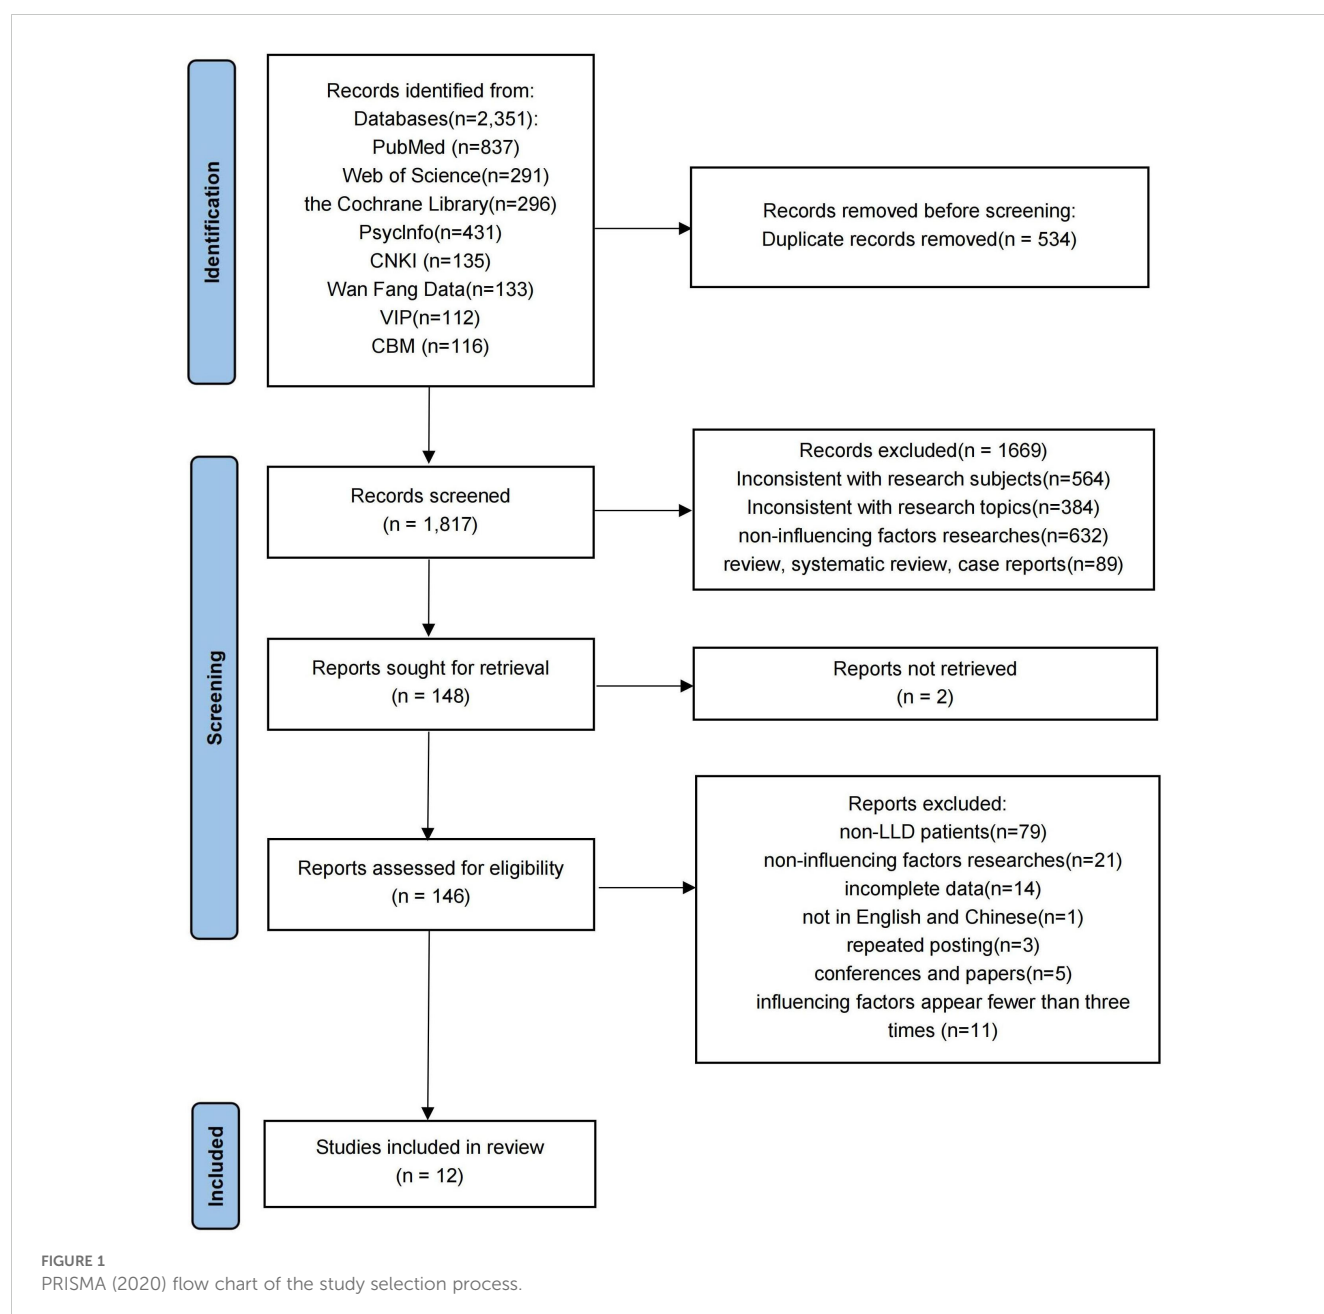 Identification
Records identified from:
Databases(n=2,351):
PubMed (n=837)
Web of Science(n=291)
the Cochrane Library(n=296)
PsycInfo(n=431)
CNKI (n=135)
Wan Fang Data(n=133)
VIP(n=112)
CBM (n=116)
Records removed before screening:
Duplicate records removed(n = 534)
Screening
Records screened
(n = 1,817)
Records excluded(n = 1669)
Inconsistent with research subjects(n=564)
Inconsistent with research topics(n=384)
non-influencing factors researches(n=632)
review, systematic review, case reports(n=89)
Reports sought for retrieval
(n = 148)
Reports not retrieved
(n = 2)
Reports assessed for eligibility
(n = 146)
Reports excluded:
non-LLD patients(n=79)
non-influencing factors researches(n=21)
incomplete data(n=14)
not in English and Chinese(n=1)
repeated posting(n=3)
conferences and papers(n=5)
influencing factors appear fewer than three
times (n=11)
Included
Studies included in review
(n = 12)
FIGURE 1
PRISMA (2020) flow chart of the study selection process.